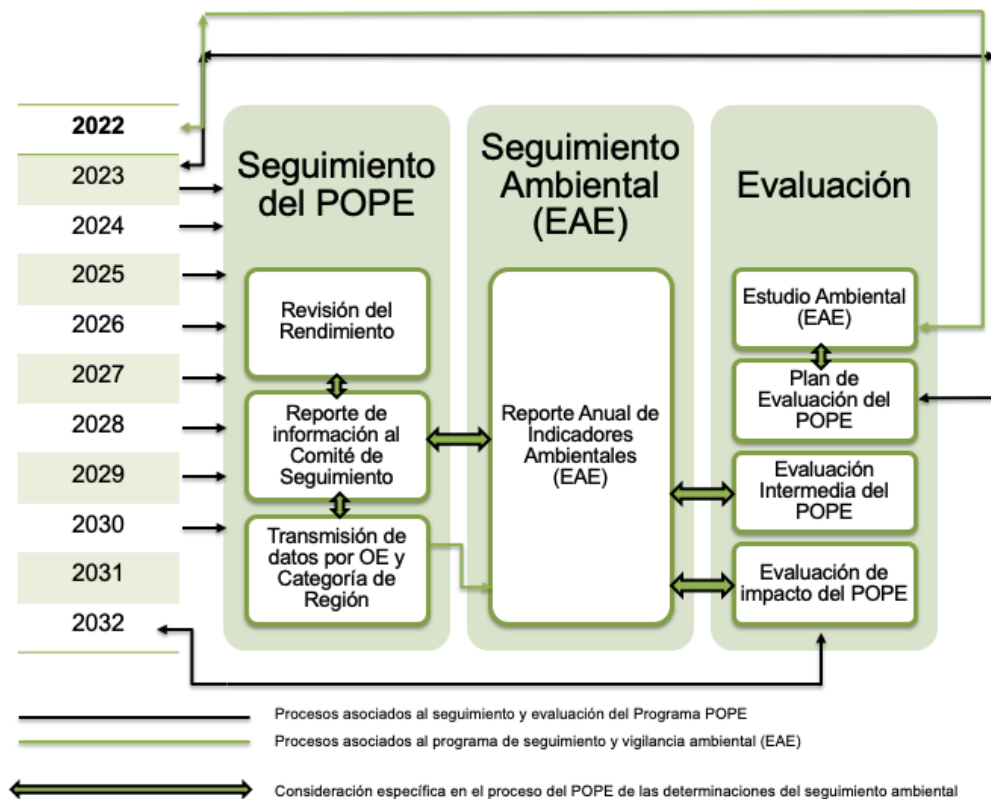 2022
2023
2024
2025
2026
2027
2028
2029
2030
2031
2032
Seguimiento
del POPE
Revisión del
Rendimiento
Reporte de
información al
Comité de
Seguimiento
Transmisión de
datos por OE y
Categoría de
Región
Seguimiento
Ambiental
(EAE)
Reporte Anual de
Indicadores
Ambientales
(EAE)
Evaluación
Estudio Ambiental
(EAE)
Plan de
Evaluación del
POPE
Evaluación
Intermedia del
POPE
Evaluación de
impacto del POPE
Procesos asociados al seguimiento y evaluación del Programa POPE
Procesos asociados al programa de seguimiento y vigilancia ambiental (EAE)
Consideración específica en el proceso del POPE de las determinaciones del seguimiento ambiental